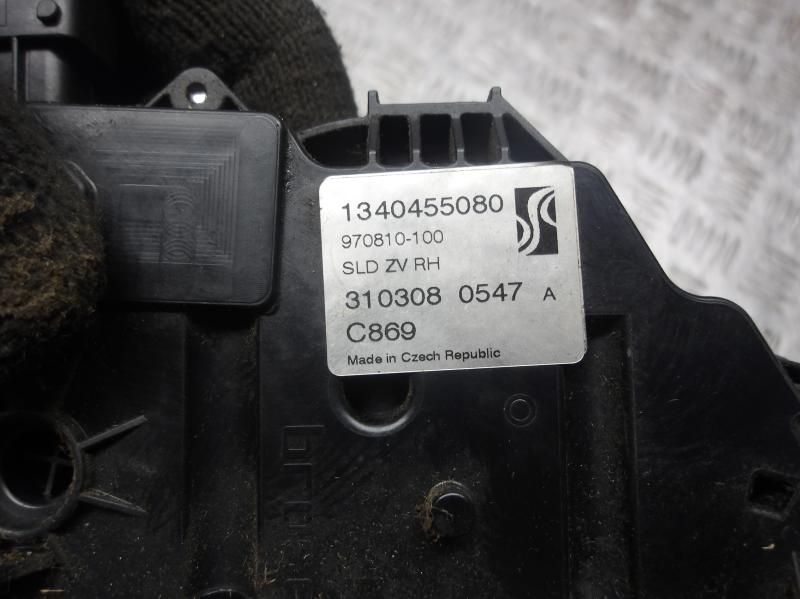 1340455080
970810-100
SLD ZV RH
310308 0547 A
C869
Made in Czech Republic